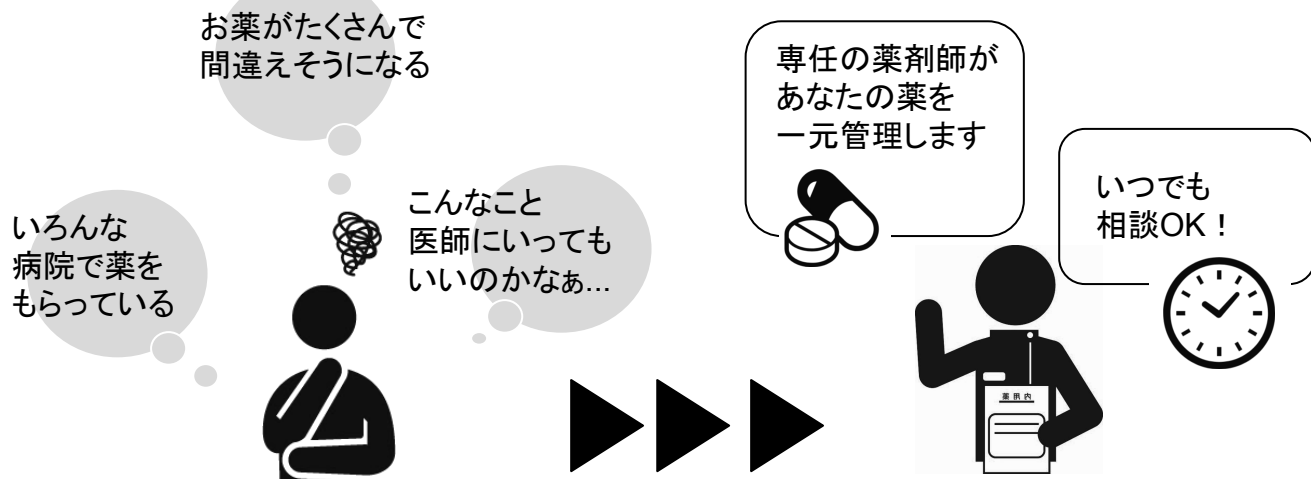 お薬がたくさんで
間違えそうになる
いろんな
病院で薬を
もらっている
こんなこと
医師にいっても
いいのかなぁ...
専任の薬剤師が
あなたの薬を
一元管理します
いつでも
相談OK！